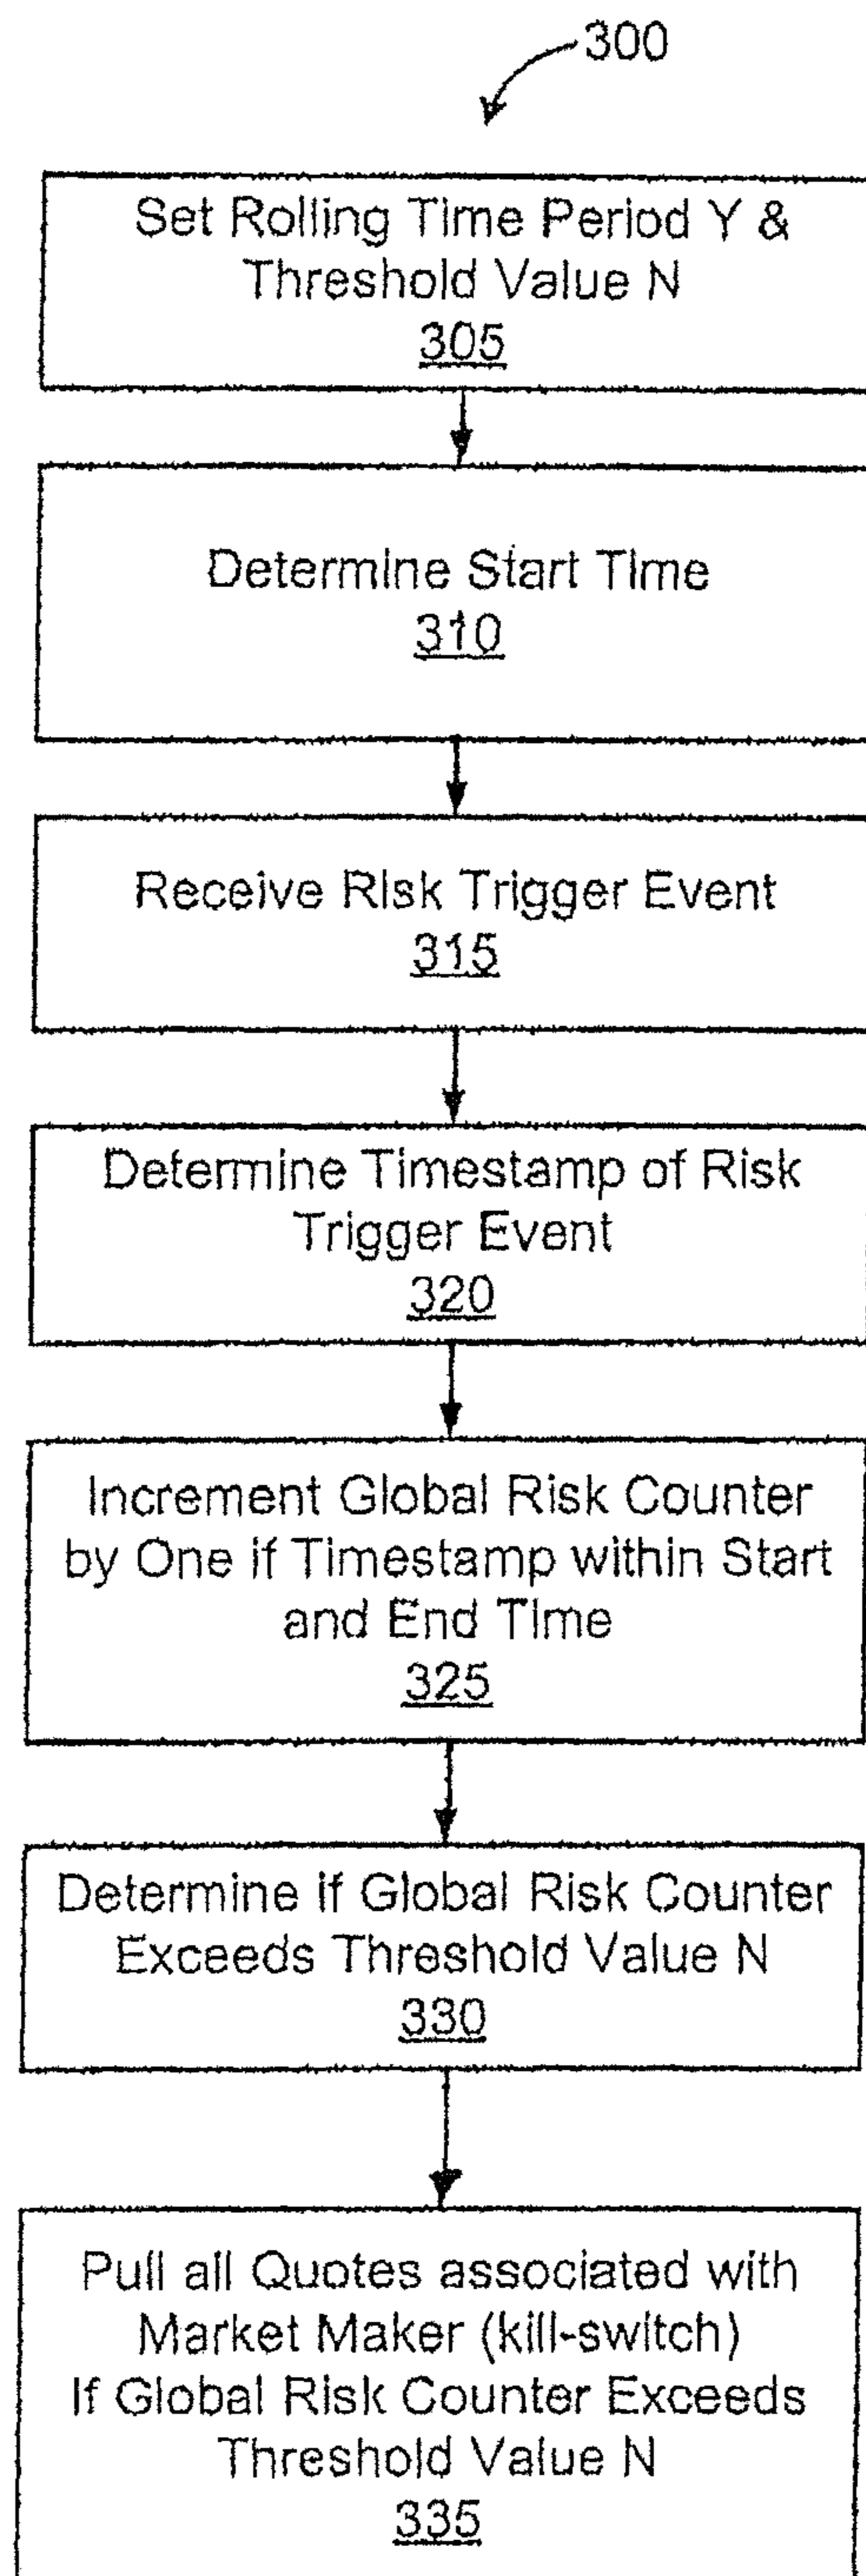 300
Set Rolling Time Period Y &
Threshold Value N
305
Determine Start Time
310
Receive Risk Trigger Event
315
Determine Timestamp of Risk
Trigger Event
320
Increment Global Risk Counter
by One if Timestamp within Start
and End Time
325
Determine if Global Risk Counter
Exceeds Threshold Value N
330
Pull all Quotes associated with
Market Maker (kill-switch)
If Global Risk Counter Exceeds
Threshold Value N
335